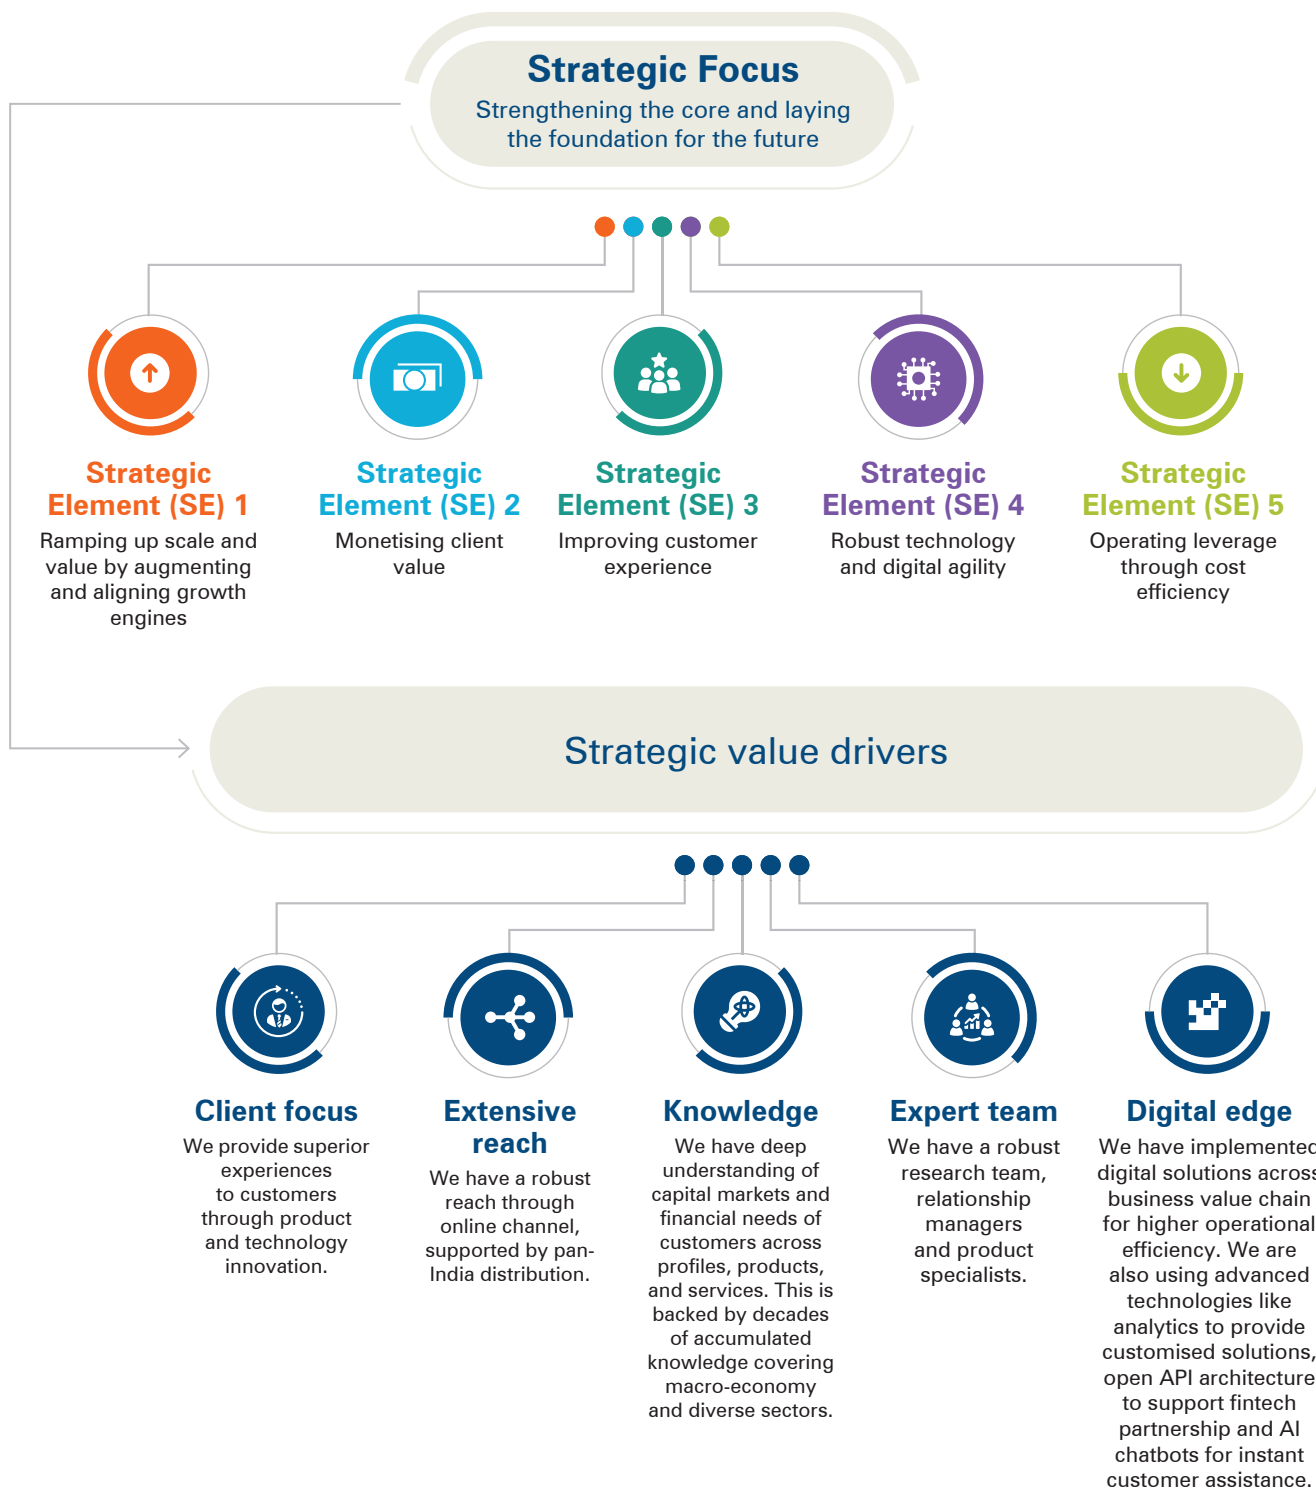 Strategic Focus
Strengthening the core and laying
the foundation for the future
Strategic
Element (SE) 1
Ramping up scale and
value by augmenting
and aligning growth
engines
Strategic
Element (SE) 2
Monetising client
value
Strategic
Element (SE) 3
Improving customer
experience
Strategic
Element (SE) 4
Robust technology
and digital agility
Strategic
Element (SE) 5
Operating leverage
through cost
efficiency
Strategic value drivers
Client focus
We provide superior
experiences
to customers
through product
and technology
innovation.
Extensive
reach
We have a robust
reach through
online channel,
supported by pan-
India distribution.
Knowledge
We have deep
understanding of
capital markets and
financial needs of
customers across
profiles, products,
and services. This is
backed by decades
of accumulated
knowledge covering
macro-economy
and diverse sectors.
Expert team
We have a robust
research team,
relationship
managers
and product
specialists.
Digital edge
We have implemented
digital solutions across
business value chain
for higher operational
efficiency. We are
also using advanced
technologies like
analytics to provide
customised solutions,
open API architecture
to support fintech
partnership and AI
chatbots for instant
customer assistance.